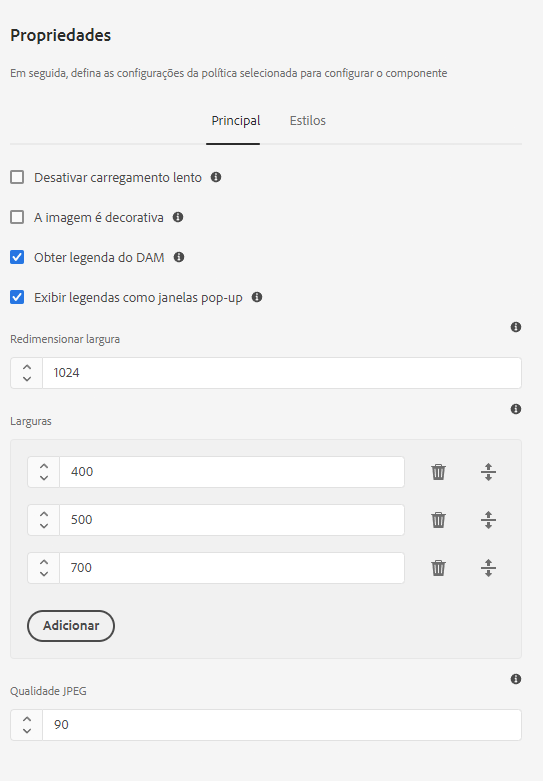 Propriedades
Em seguida, defina as configurações da política selecionada para configurar o componente
Principal Estilos
Desativar carregamento lento
A imagem é decorativa
Obter legenda do DAM
Exibir legendas como janelas pop-up
Redimensionar largura
1024
Larguras
400
500
700
Adicionar
Qualidade JPEG
90